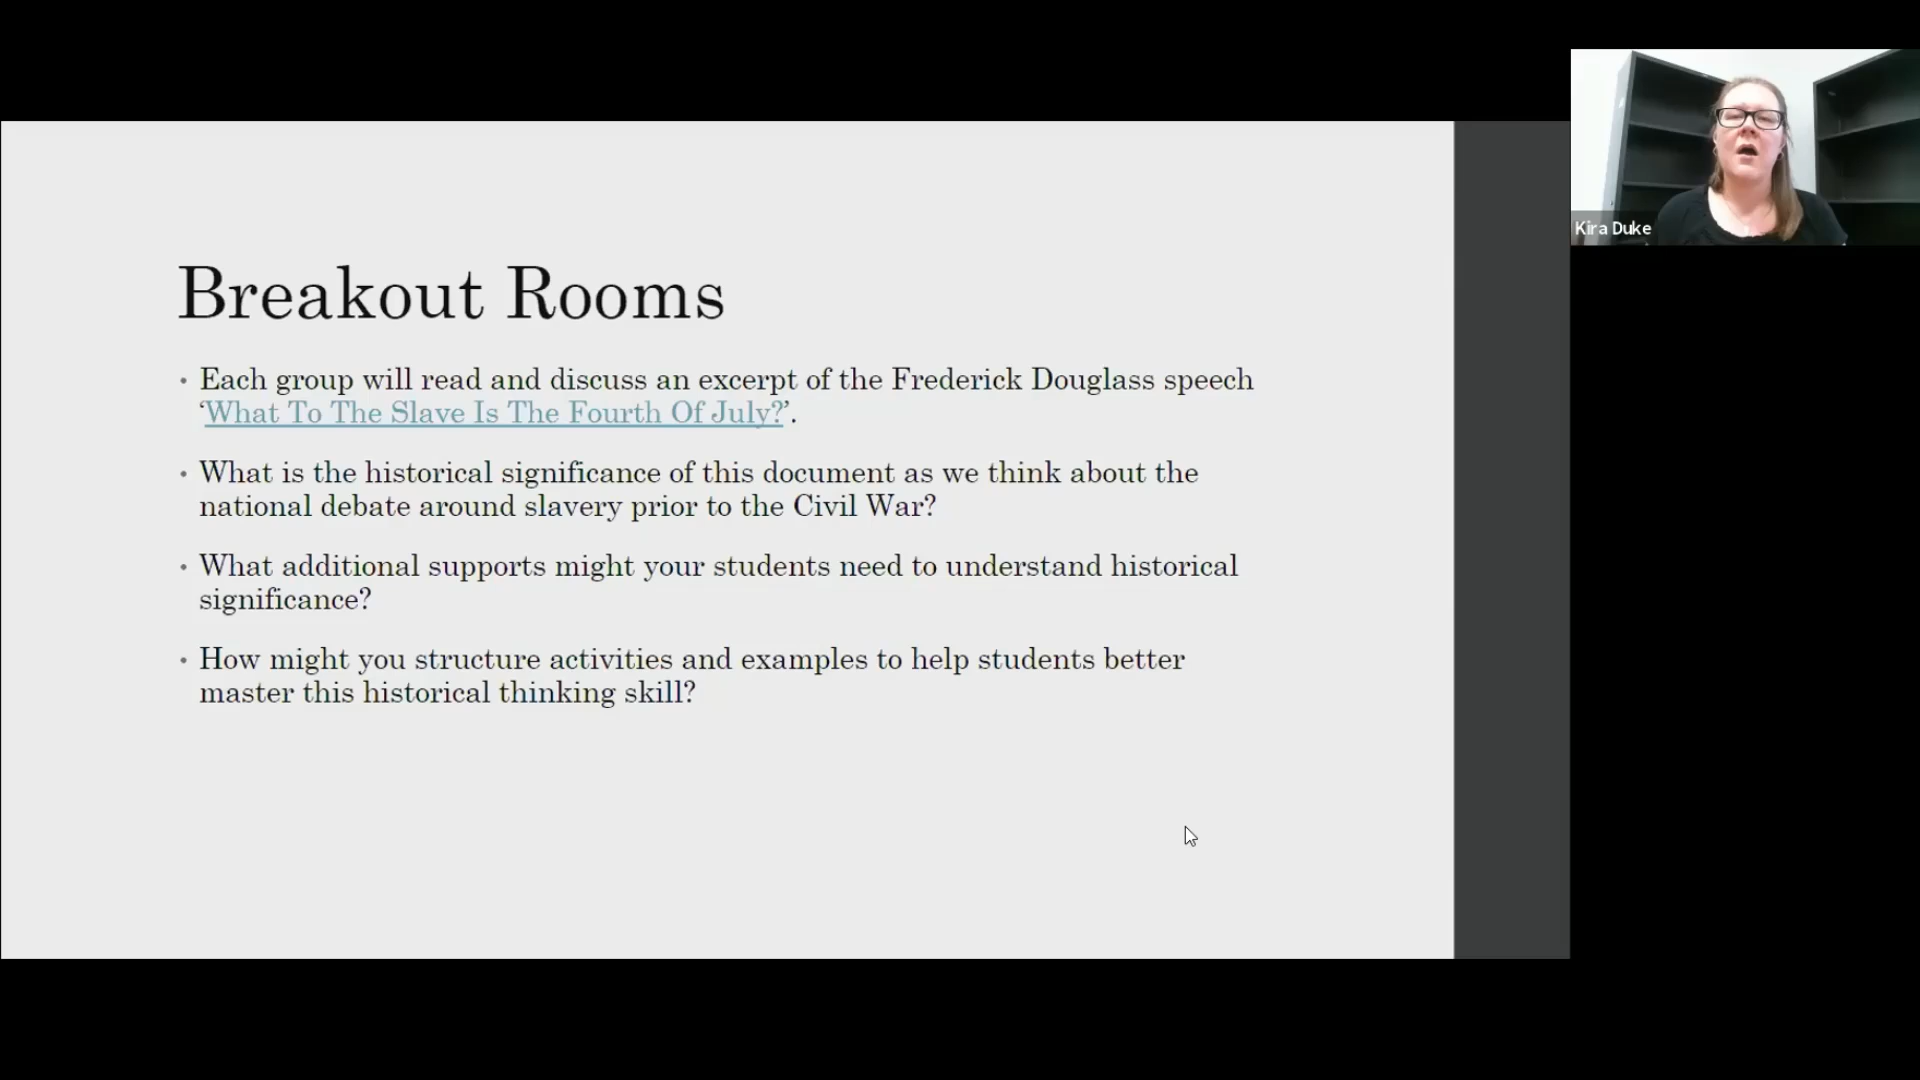 Breakout Rooms
• Each group will read and discuss an excerpt of the Frederick Douglass speech
‘What To The Slave Is The Fourth Of July?’.
• What is the historical significance of this document as we think about the
national debate around slavery prior to the Civil War?
• What additional supports might your students need to understand historical
significance?
• How might you structure activities and examples to help students better
master this historical thinking skill?
Kira Duke